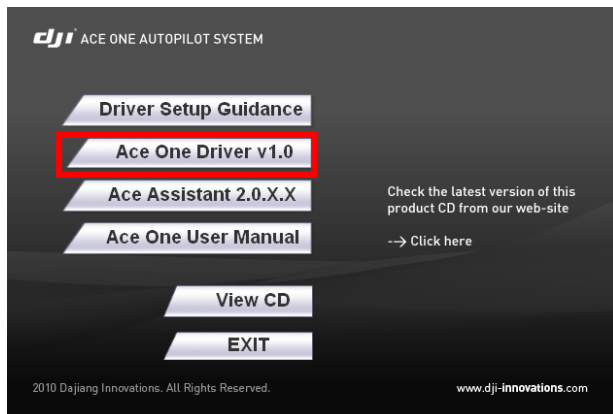 dji ACE ONE AUTOPILOT SYSTEM
Driver Setup Guidance
Ace One Driver v1.0
Ace Assistant 2.0.X.X
Ace One User Manual
Check the latest version of this
product CD from our web-site
--> Click here
View CD
EXIT
2010 Dajiang Innovations. All Rights Reserved.
www.dji-innovations.com